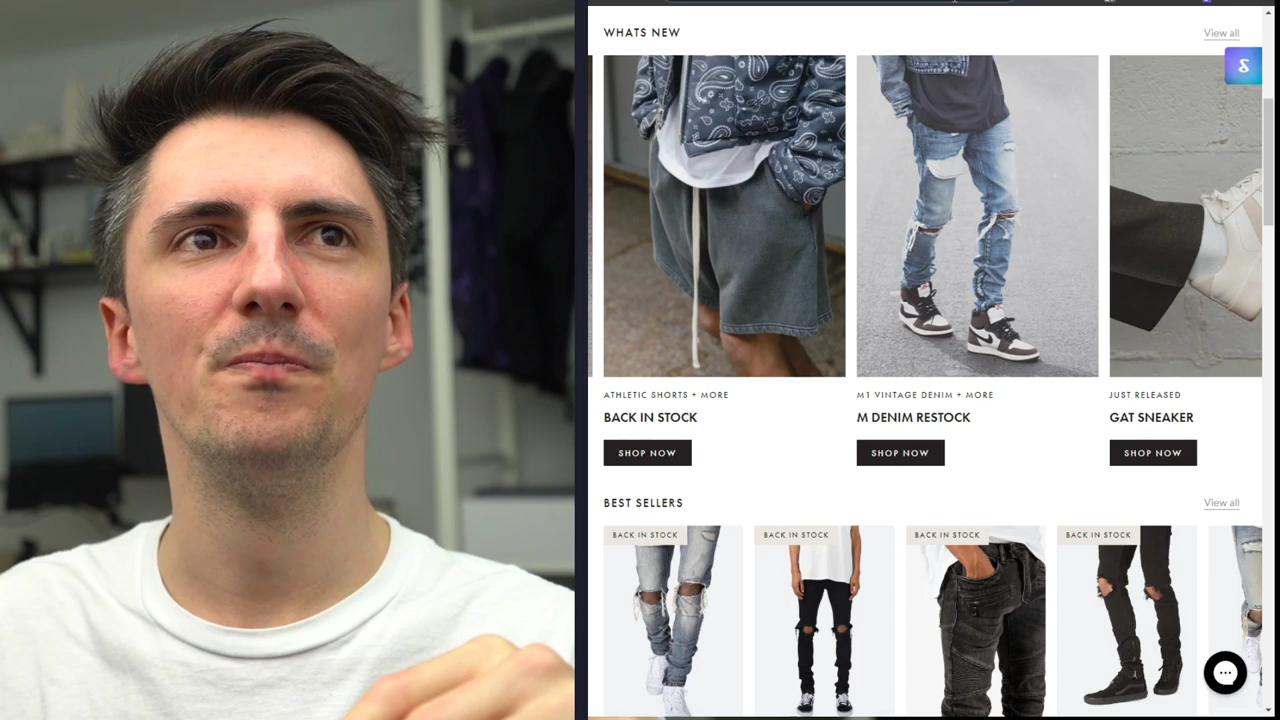 WHATS NEW
View all
ATHLETIC SHORTS + MORE
BACK IN STOCK
SHOP NOW
M1 VINTAGE DENIM + MORE
M DENIM RESTOCK
SHOP NOW
JUST RELEASED
GAT SNEAKER
SHOP NOW
BEST SELLERS
View all
BACK IN STOCK
BACK IN STOCK
BACK IN STOCK
BACK IN STOCK